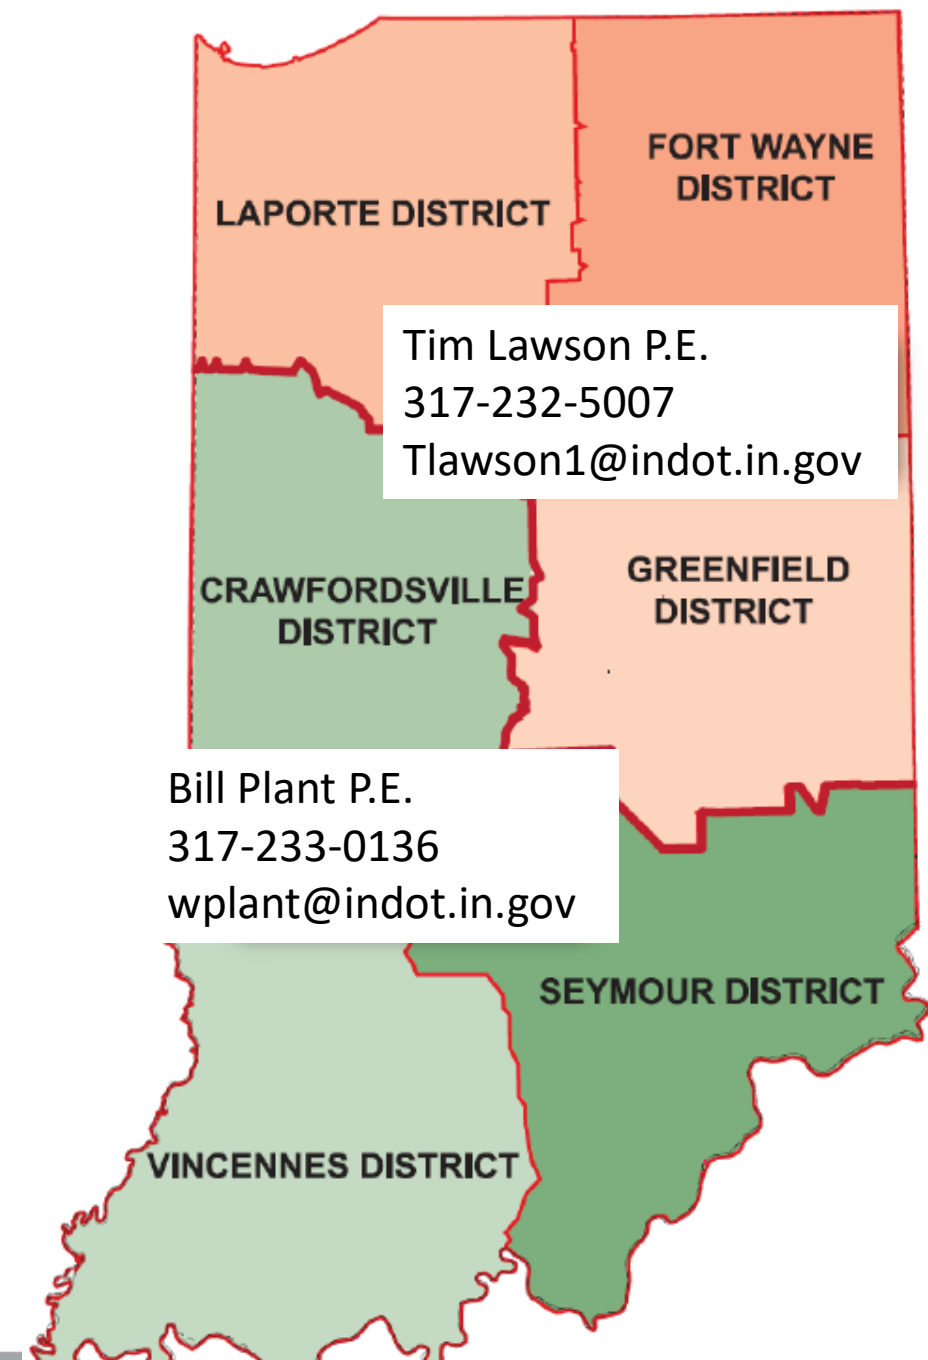 FORT WAYNE
DISTRICT
LAPORTE DISTRICT
Tim Lawson P.E.
317-232-5007
Tlawson1@indot.in.gov
GREENFIELD
DISTRICT
CRAWFORDSVILLE
DISTRICT
Bill Plant P.E.
317-233-0136
wplant@indot.in.gov
SEYMOUR DISTRICT
VINCENNES DISTRICT